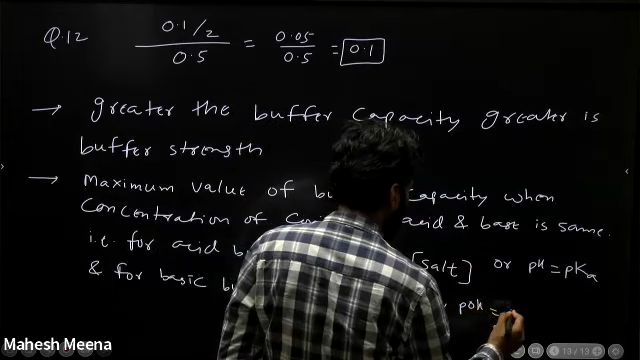 Q.12 0.1/2 / 0.5 = 0.05 / 0.5 = 0.1
→ greater the buffer capacity greater is
buffer strength
→ Maximum value of capacity when
Concentration of acid & base is same.
i.e. for acid [Salt] or pH = pKa
& for basic pOH =
Mahesh Meena
13 / 13